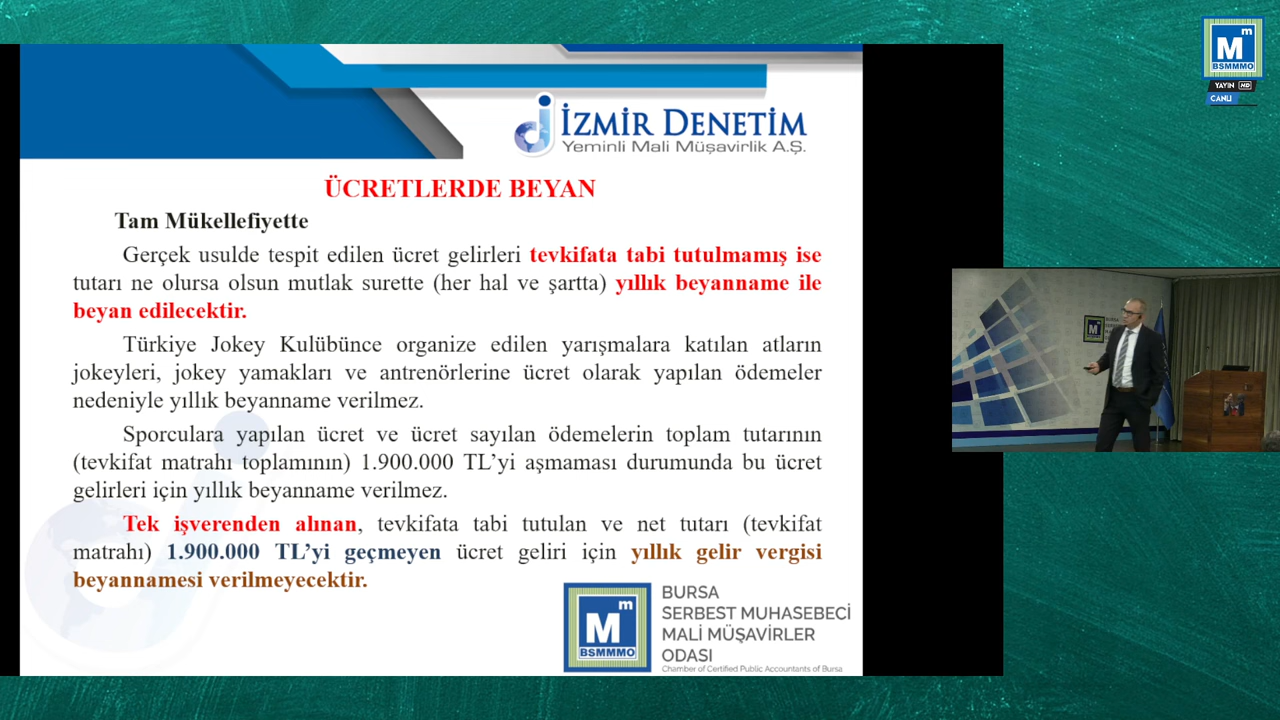 M m
BSMMMO
YAYIN HD
CANLI
İZMİR DENETİM
Yeminli Mali Müşavirlik A.Ş.
ÜCRETLERDE BEYAN
Tam Mükellefiyette
Gerçek usulde tespit edilen ücret gelirleri tevkifata tabi tutulmamış ise
tutarı ne olursa olsun mutlak surette (her hal ve şartta) yıllık beyanname ile
beyan edilecektir.
Türkiye Jokey Kulübünce organize edilen yarışmalara katılan atların
jokeyleri, jokey yamakları ve antrenörlerine ücret olarak yapılan ödemeler
nedeniyle yıllık beyanname verilmez.
Sporculara yapılan ücret ve ücret sayılan ödemelerin toplam tutarının
(tevkifat matrahı toplamının) 1.900.000 TL’yi aşmaması durumunda bu ücret
gelirleri için yıllık beyanname verilmez.
Tek işverenden alınan, tevkifata tabi tutulan ve net tutarı (tevkifat
matrahı) 1.900.000 TL’yi geçmeyen ücret geliri için yıllık gelir vergisi
beyannamesi verilmeyecektir.
M m
BSMMMO
BURSA
SERBEST MUHASEBECİ
MALİ MÜŞAVİRLER
ODASI
Chamber of Certified Public Accountants of Bursa
BURSA